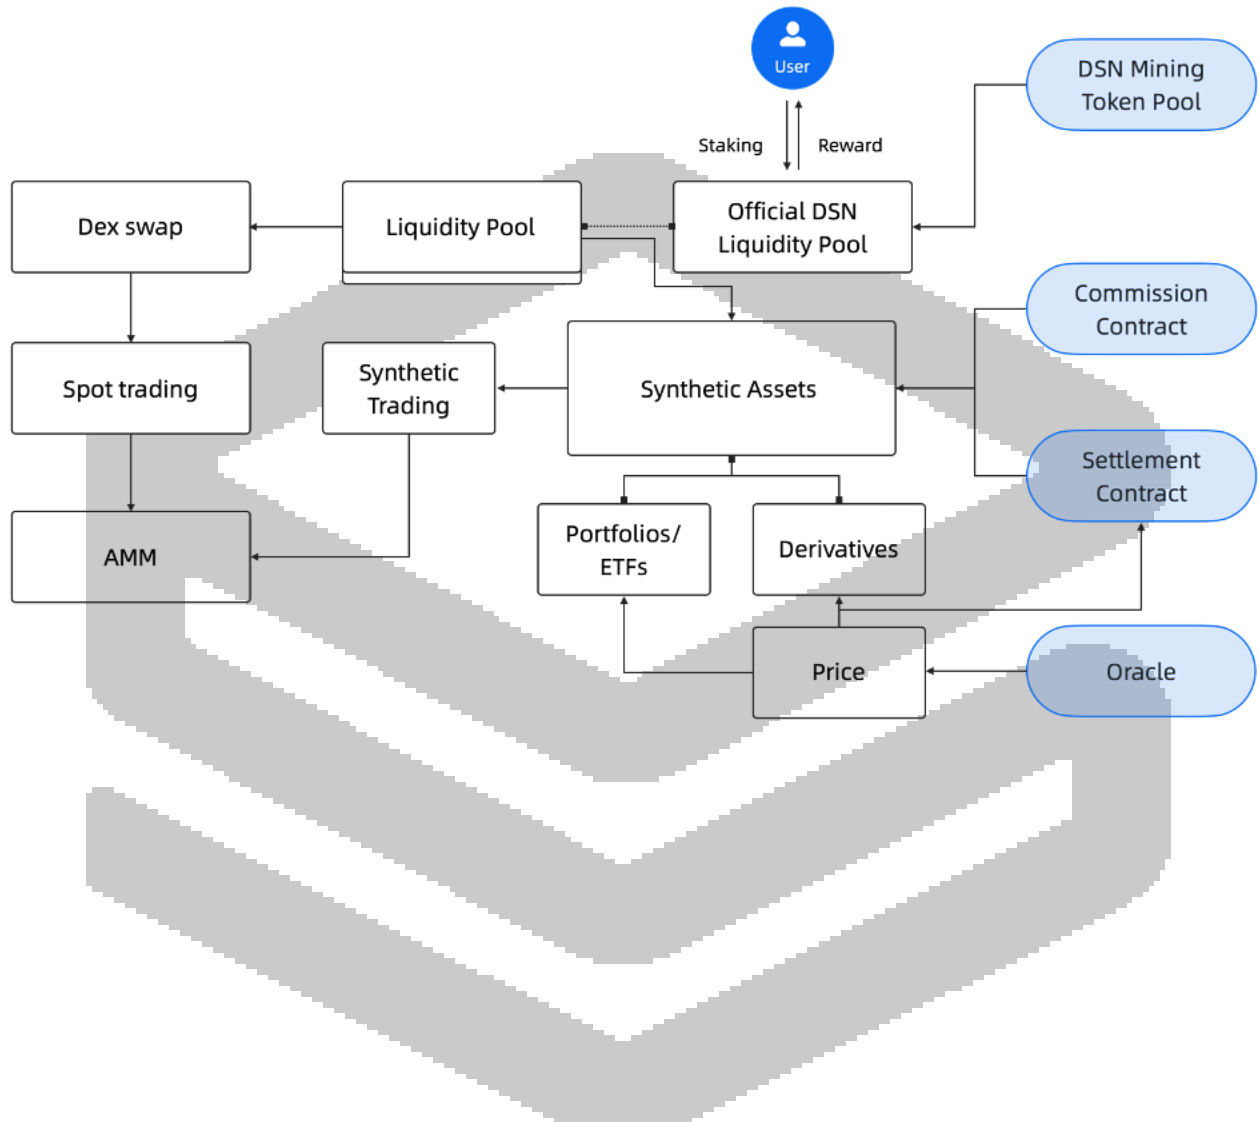 User
DSN Mining
Token Pool
Staking
Reward
Dex swap
Liquidity Pool
Official DSN
Liquidity Pool
Commission
Contract
Spot trading
Synthetic
Trading
Synthetic Assets
Settlement
Contract
AMM
Portfolios/
ETFs
Derivatives
Price
Oracle